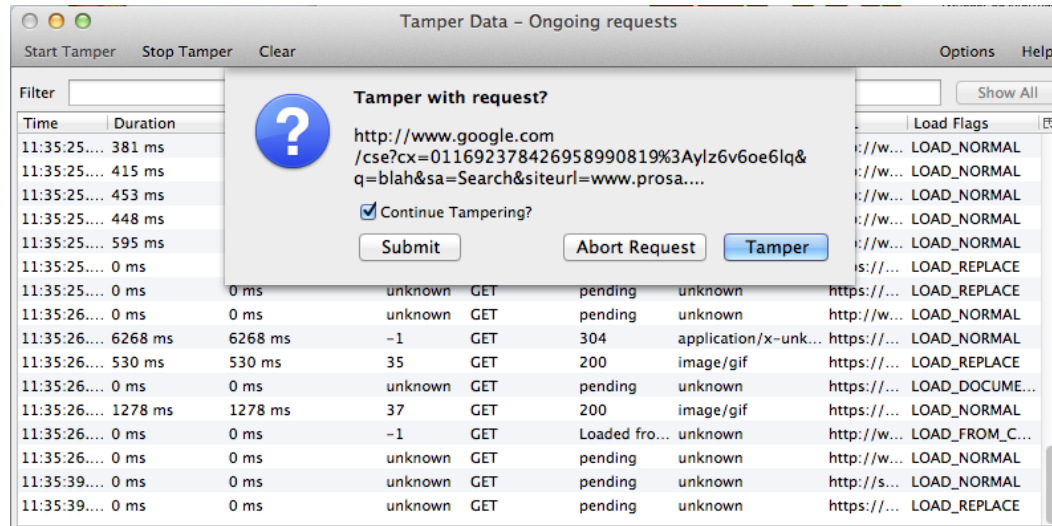 Tamper Data – Ongoing requests
Start Tamper Stop Tamper Clear Options Help
Filter Show All
Tamper with request?
http://www.google.com
/cse?cx=011692378426958990819%3Aylz6v6oe6lq&
q=blah&sa=Search&siteurl=www.prosa....
Continue Tampering?
Submit Abort Request Tamper
Time Duration Load Flags
11:35:25.... 381 ms ://w... LOAD_NORMAL
11:35:25.... 415 ms ://w... LOAD_NORMAL
11:35:25.... 453 ms ://w... LOAD_NORMAL
11:35:25.... 448 ms ://w... LOAD_NORMAL
11:35:25.... 595 ms ://w... LOAD_NORMAL
11:35:25.... 0 ms s://... LOAD_REPLACE
11:35:25.... 0 ms 0 ms unknown GET pending unknown https://... LOAD_REPLACE
11:35:26.... 0 ms 0 ms unknown GET pending unknown http://w... LOAD_NORMAL
11:35:26.... 6268 ms 6268 ms -1 GET 304 application/x-unk... https://... LOAD_NORMAL
11:35:26.... 530 ms 530 ms 35 GET 200 image/gif https://... LOAD_REPLACE
11:35:26.... 0 ms 0 ms unknown GET pending unknown https://... LOAD_DOCUME...
11:35:26.... 1278 ms 1278 ms 37 GET 200 image/gif https://... LOAD_NORMAL
11:35:26.... 0 ms 0 ms -1 GET Loaded fro... unknown http://w... LOAD_FROM_C...
11:35:26.... 0 ms 0 ms unknown GET pending unknown http://w... LOAD_NORMAL
11:35:39.... 0 ms 0 ms unknown GET pending unknown http://s... LOAD_NORMAL
11:35:39.... 0 ms 0 ms unknown GET pending unknown https://... LOAD_REPLACE